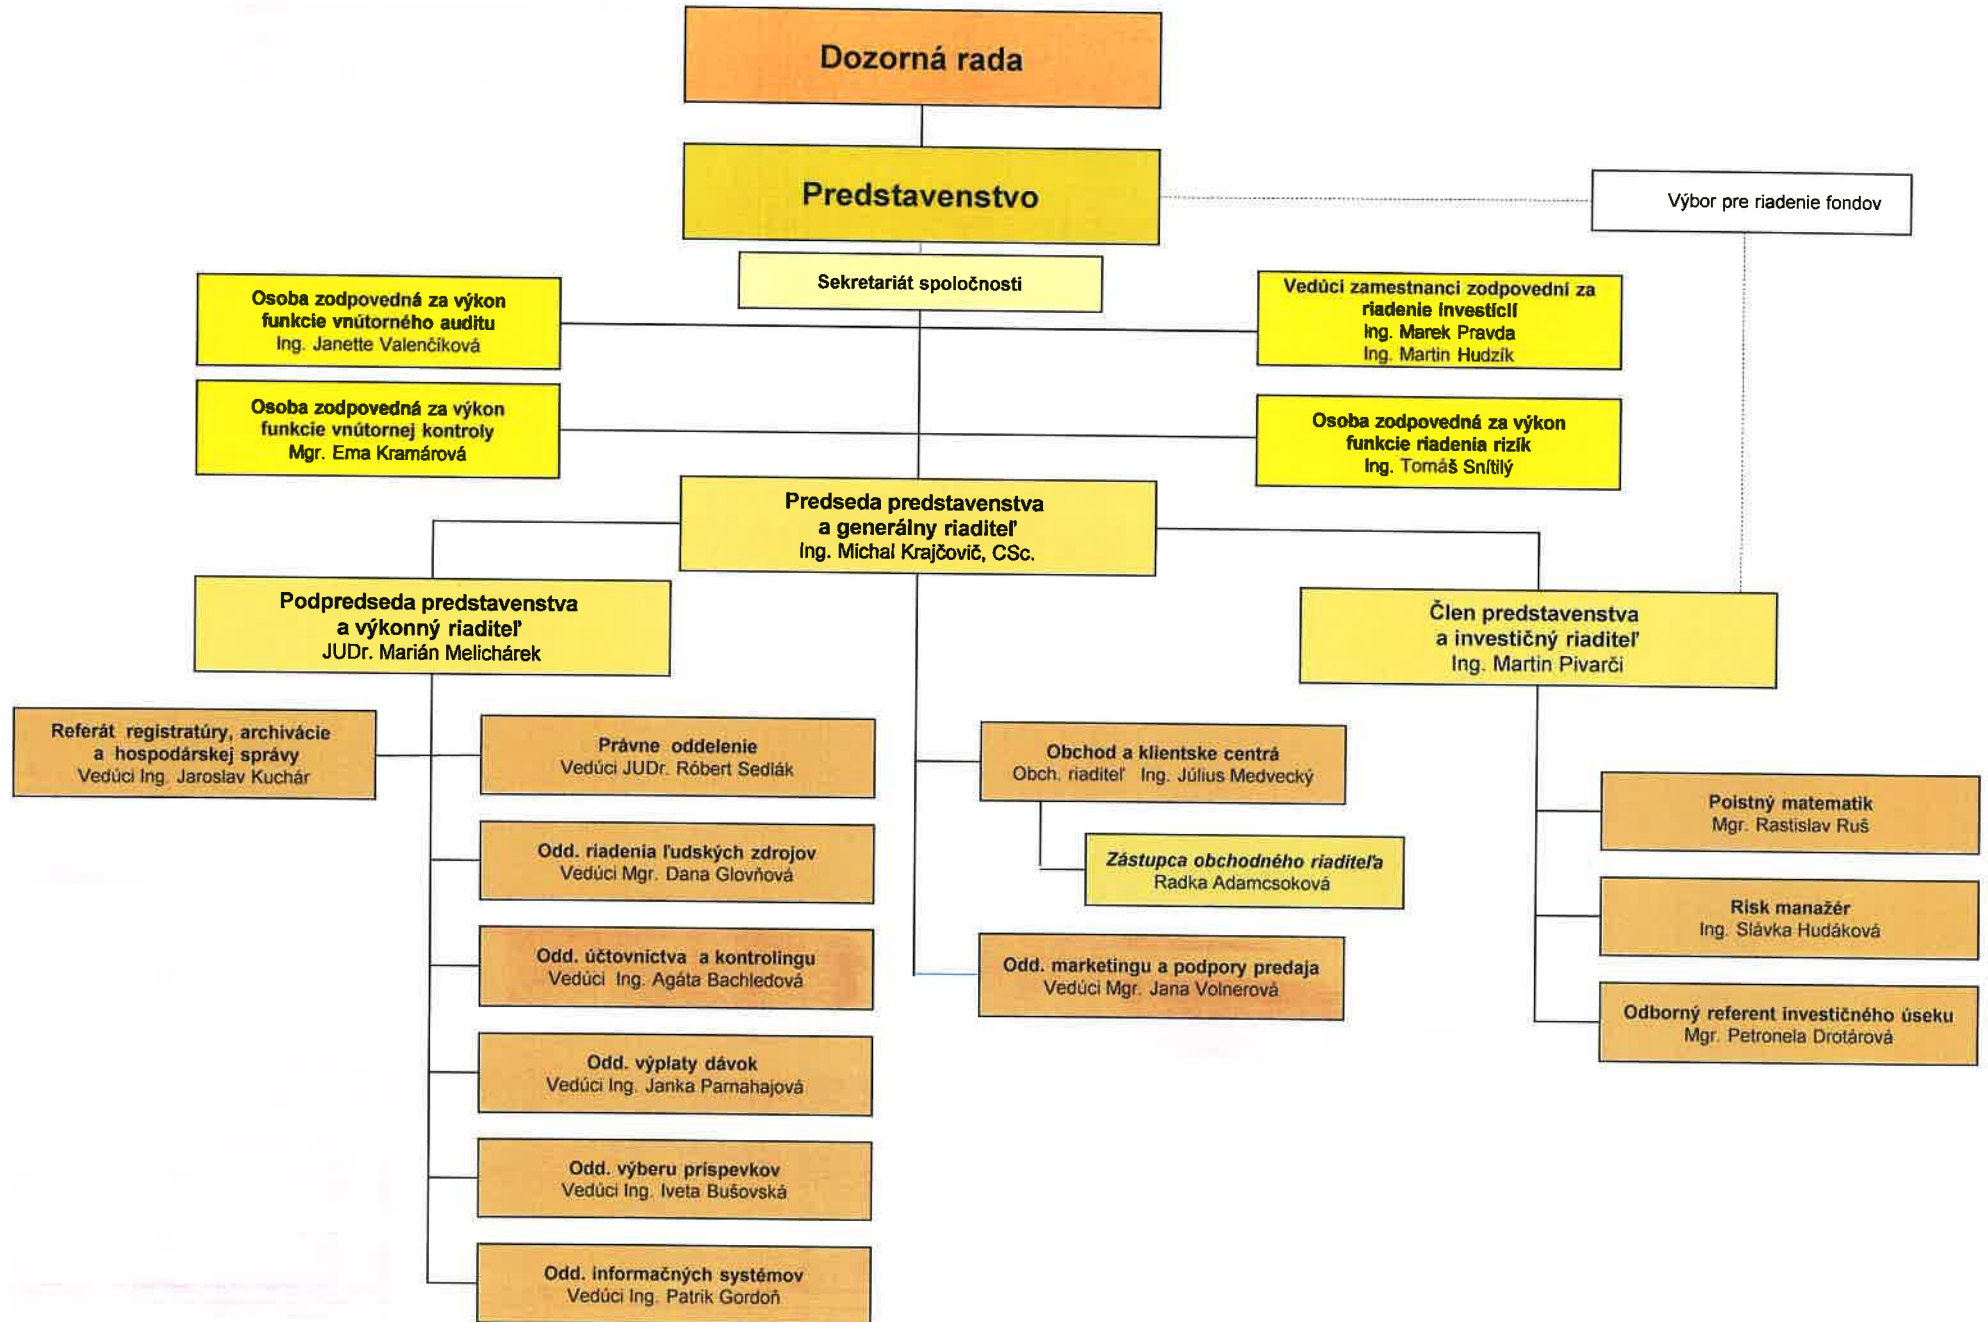 Dozorná rada
Predstavenstvo
Výbor pre riadenie fondov
Sekretariát spoločnosti
Osoba zodpovedná za výkon
funkcie vnútorného auditu
Ing. Janette Valenčíková
Vedúci zamestnanci zodpovední za
riadenie investícií
Ing. Marek Pravda
Ing. Martin Hudzík
Osoba zodpovedná za výkon
funkcie vnútornej kontroly
Mgr. Ema Kramárová
Osoba zodpovedná za výkon
funkcie riadenia rizík
Ing. Tomáš Snítilý
Predseda predstavenstva
a generálny riaditeľ
Ing. Michal Krajčovič, CSc.
Podpredseda predstavenstva
a výkonný riaditeľ
JUDr. Marián Melichárek
Člen predstavenstva
a investičný riaditeľ
Ing. Martin Pivarči
Referát registratúry, archivácie
a hospodárskej správy
Vedúci Ing. Jaroslav Kuchár
Právne oddelenie
Vedúci JUDr. Róbert Sedlák
Odd. riadenia ľudských zdrojov
Vedúci Mgr. Dana Glovňová
Odd. účtovníctva a kontrolingu
Vedúci Ing. Agáta Bachledová
Odd. výplaty dávok
Vedúci Ing. Janka Parnahajová
Odd. výberu príspevkov
Vedúci Ing. Iveta Bušovská
Odd. informačných systémov
Vedúci Ing. Patrik Gordoň
Obchod a klientske centrá
Obch. riaditeľ Ing. Július Medvecký
Zástupca obchodného riaditeľa
Radka Adamcsoková
Odd. marketingu a podpory predaja
Vedúci Mgr. Jana Volnerová
Poistný matematik
Mgr. Rastislav Ruš
Risk manažér
Ing. Slávka Hudáková
Odborný referent investičného úseku
Mgr. Petronela Drotárová